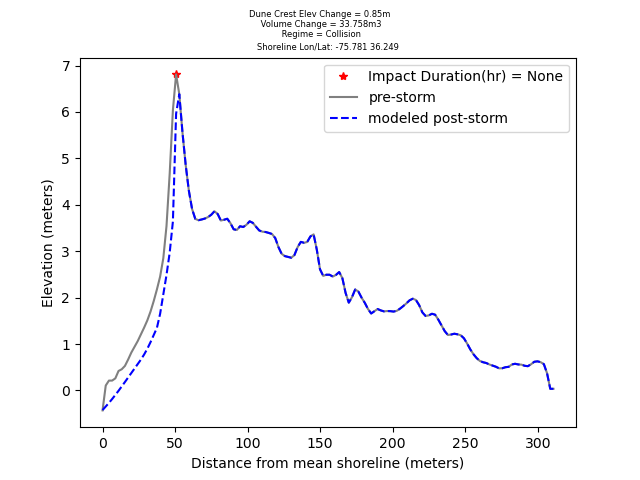 Dune Crest Elev Change = 0.85m
Volume Change = 33.758m3
Regime = Collision
Shoreline Lon/Lat: -75.781 36.249
Impact Duration(hr) = None
pre-storm
modeled post-storm
Elevation (meters)
7
6
5
4
3
2
1
0
0 50 100 150 200 250 300
Distance from mean shoreline (meters)